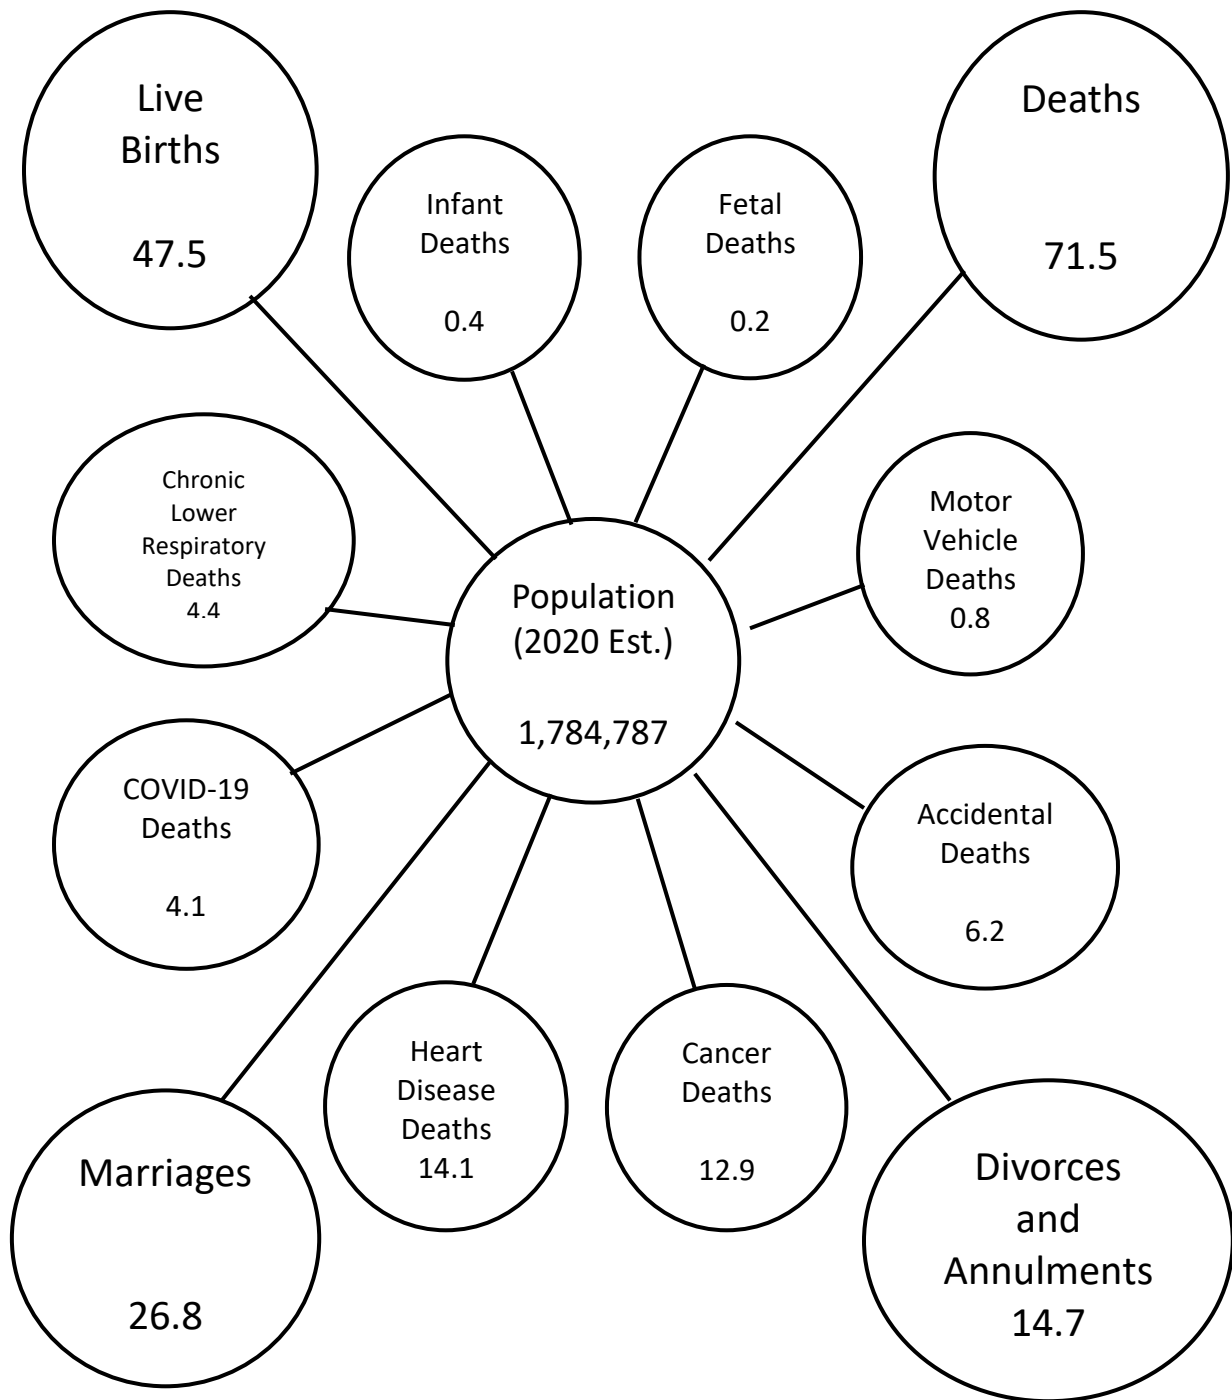 Live
Births
47.5
Infant
Deaths
0.4
Fetal
Deaths
0.2
Deaths
71.5
Chronic
Lower
Respiratory
Deaths
4.4
Population
(2020 Est.)
1,784,787
Motor
Vehicle
Deaths
0.8
COVID-19
Deaths
4.1
Accidental
Deaths
6.2
Marriages
26.8
Heart
Disease
Deaths
14.1
Cancer
Deaths
12.9
Divorces
and
Annulments
14.7